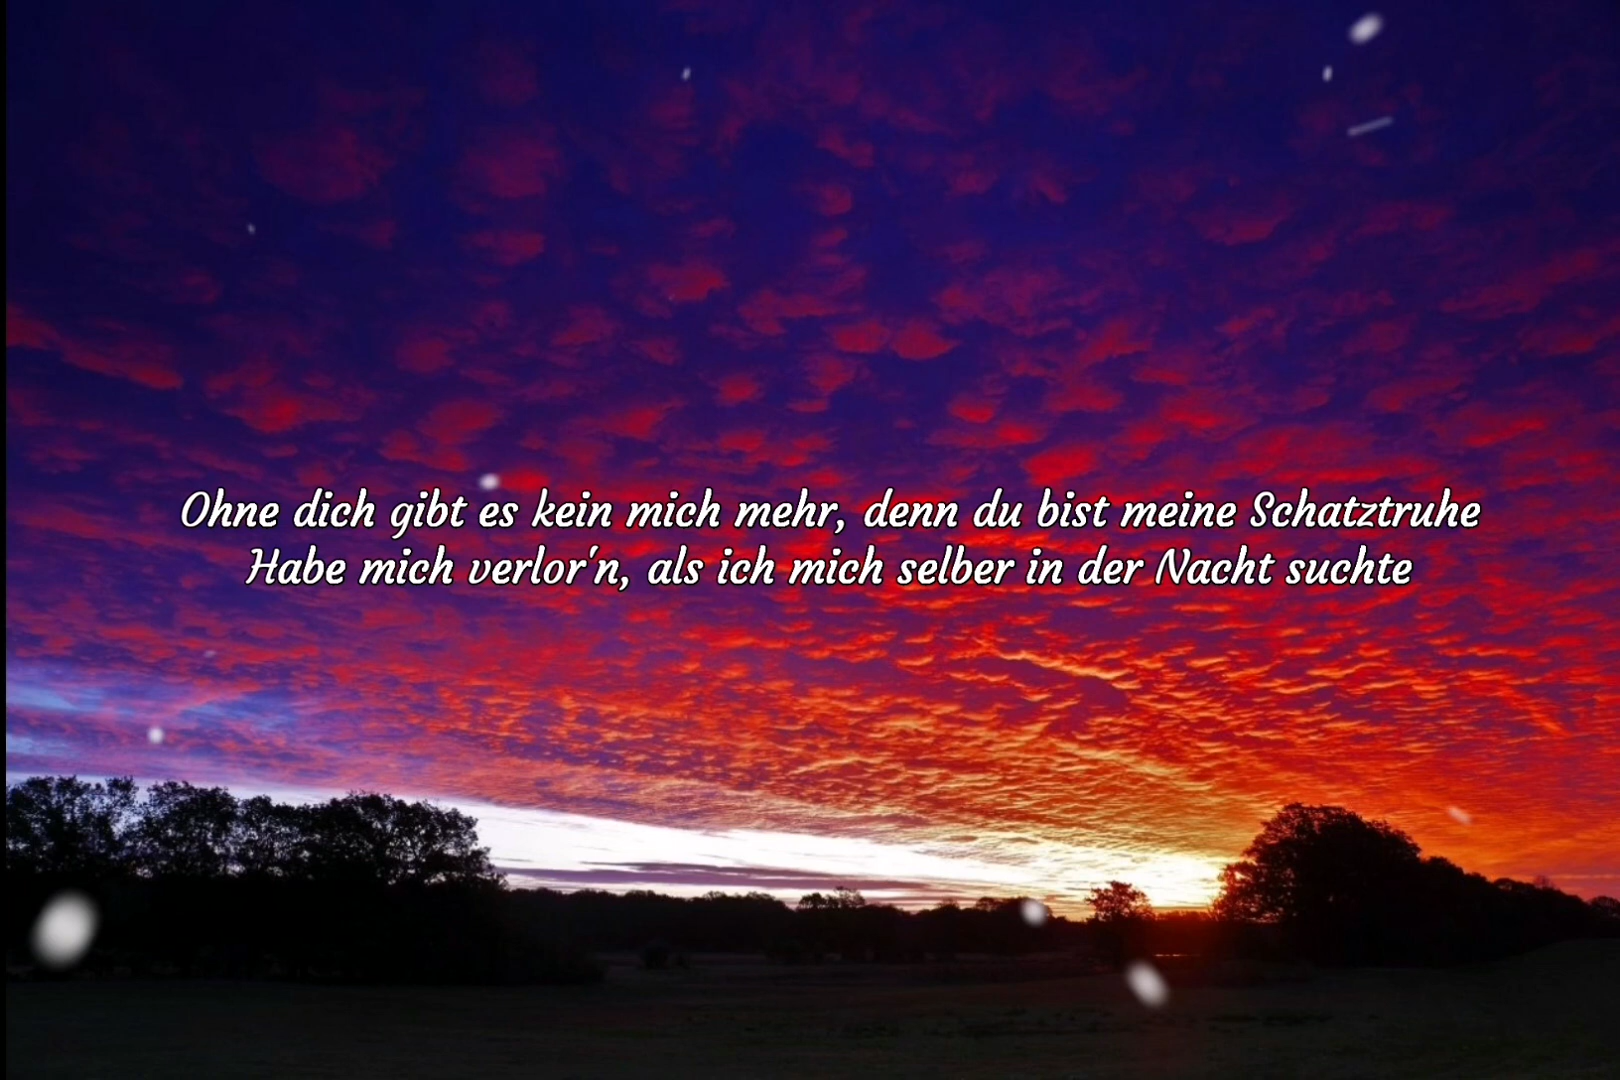 Ohne dich gibt es kein mich mehr, denn du bist meine Schatztruhe
Habe mich verlor'n, als ich mich selber in der Nacht suchte